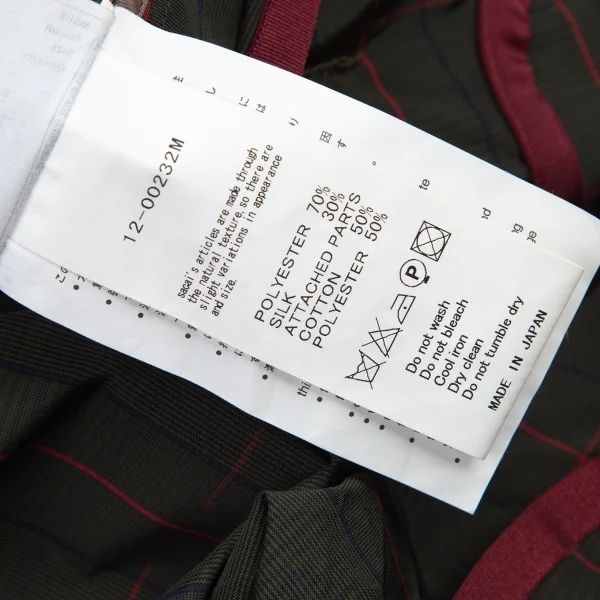 12-00232M
sacai's articles are made through
the natural texture, so there are
slight variations in appearance
and size.
POLYESTER 70%
SILK 30%
ATTACHED PARTS
COTTON 50%
POLYESTER 50%
P
Do not wash
Do not bleach
Cool iron
Dry clean
Do not tumble dry
MADE IN JAPAN
thi